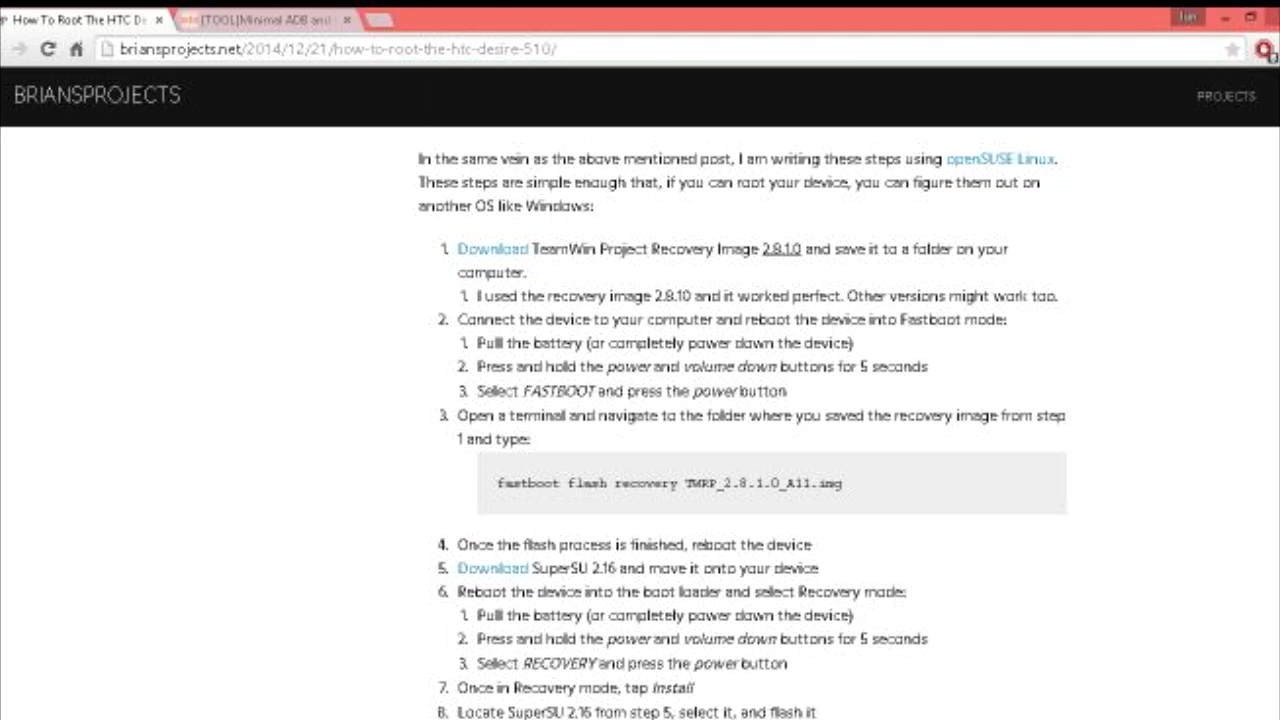 How To Root The HTC De
[TOOL]Minimal ADB and
briansprojects.net/2014/12/21/how-to-root-the-htc-desire-510/
BRIANSPROJECTS
PROJECTS
In the same vein as the above mentioned post, I am writing these steps using openSUSE Linux.
These steps are simple enough that, if you can root your device, you can figure them out on
another OS like Windows:
1. Download TeamWin Project Recovery Image 2.8.1.0 and save it to a folder on your
computer.
1. I used the recovery image 2.8.10 and it worked perfect. Other versions might work too.
2. Connect the device to your computer and reboot the device into Fastboot mode:
1. Pull the battery (or completely power down the device)
2. Press and hold the power and volume down buttons for 5 seconds
3. Select FASTBOOT and press the power button
3. Open a terminal and navigate to the folder where you saved the recovery image from step
1 and type:
fastboot flash recovery TWRP_2.8.1.0_A11.img
4. Once the flash process is finished, reboot the device
5. Download SuperSU 2.16 and move it onto your device
6. Reboot the device into the boot loader and select Recovery mode:
1. Pull the battery (or completely power down the device)
2. Press and hold the power and volume down buttons for 5 seconds
3. Select RECOVERY and press the power button
7. Once in Recovery mode, tap Install
8. Locate SuperSU 2.16 from step 5, select it, and flash it